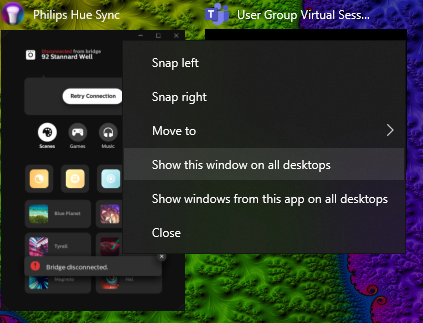 Philips Hue Sync
User Group Virtual Sess...
Disconnected from bridge
92 Stannard Well
Retry Connection
Scenes
Games
Music
Blue Planet
Tyrell
Bridge disconnected.
Magneto
Snap left
Snap right
Move to
Show this window on all desktops
Show windows from this app on all desktops
Close